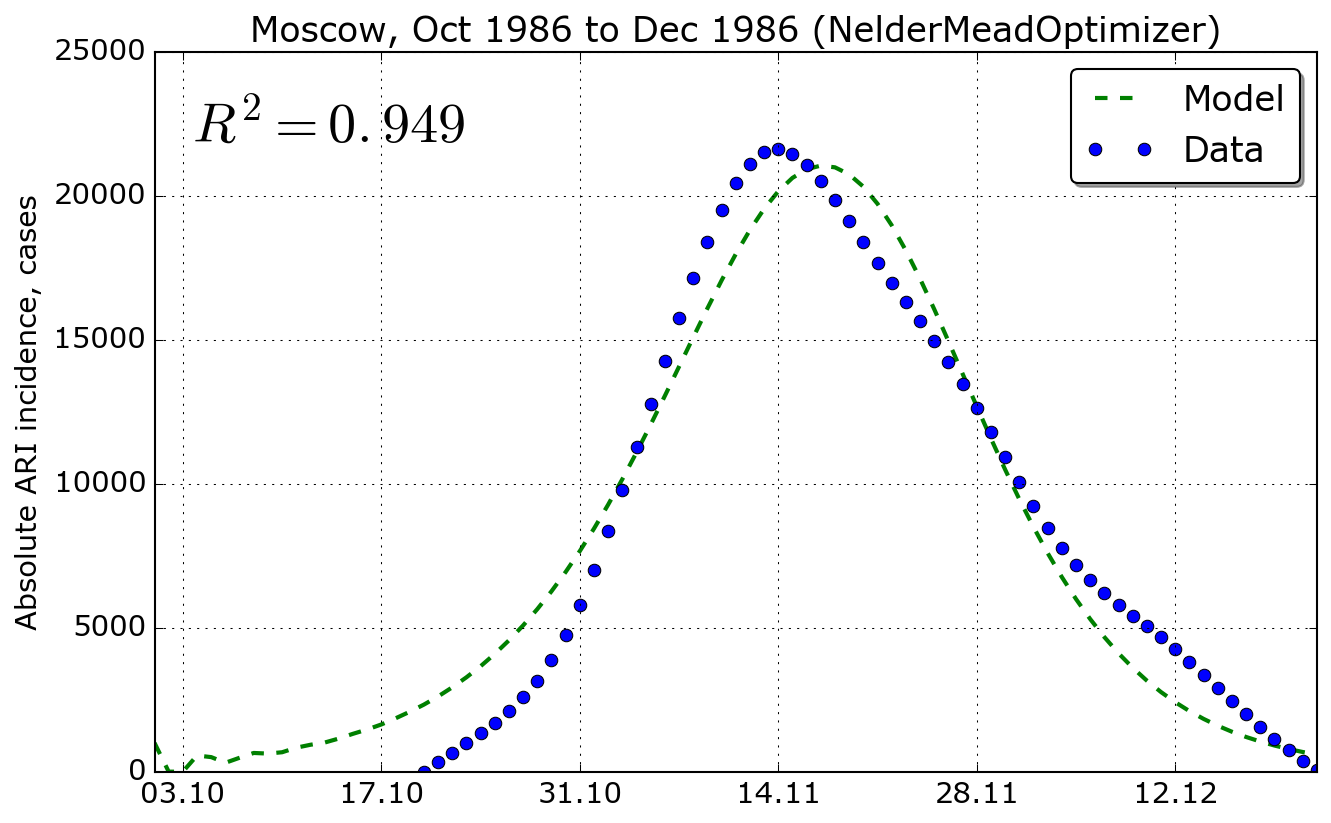 Moscow, Oct 1986 to Dec 1986 (NelderMeadOptimizer)
25000
20000
15000
10000
5000
0
Absolute ARI incidence, cases
R² = 0.949
Model
Data
03.10 17.10 31.10 14.11 28.11 12.12